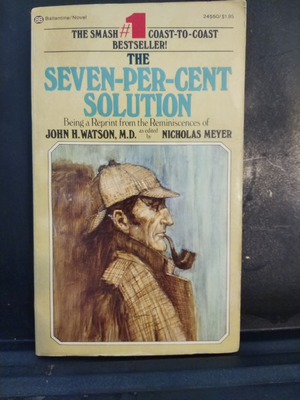 BB
Ballantine/Novel
24550/$1.95
THE SMASH #1 COAST-TO-COAST
BESTSELLER!
THE
SEVEN-PER-CENT
SOLUTION
Being a Reprint from the Reminiscences of
JOHN H. WATSON, M.D. as edited by NICHOLAS MEYER